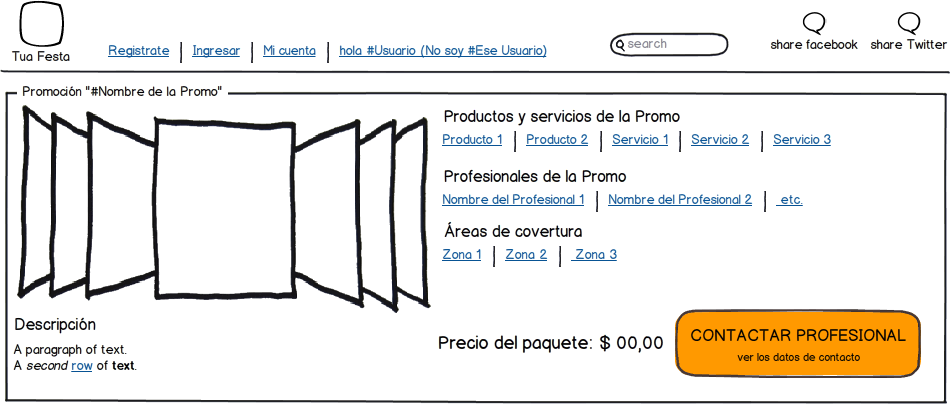 Tua Festa
Registrate | Ingresar | Mi cuenta | hola #Usuario (No soy #Ese Usuario)
search
share facebook
share Twitter
Promoción "#Nombre de la Promo"
Productos y servicios de la Promo
Producto 1 | Producto 2 | Servicio 1 | Servicio 2 | Servicio 3
Profesionales de la Promo
Nombre del Profesional 1 | Nombre del Profesional 2 | etc.
Áreas de covertura
Zona 1 | Zona 2 | Zona 3
Descripción
A paragraph of text.
A second row of text.
Precio del paquete: $ 00,00
CONTACTAR PROFESIONAL
ver los datos de contacto